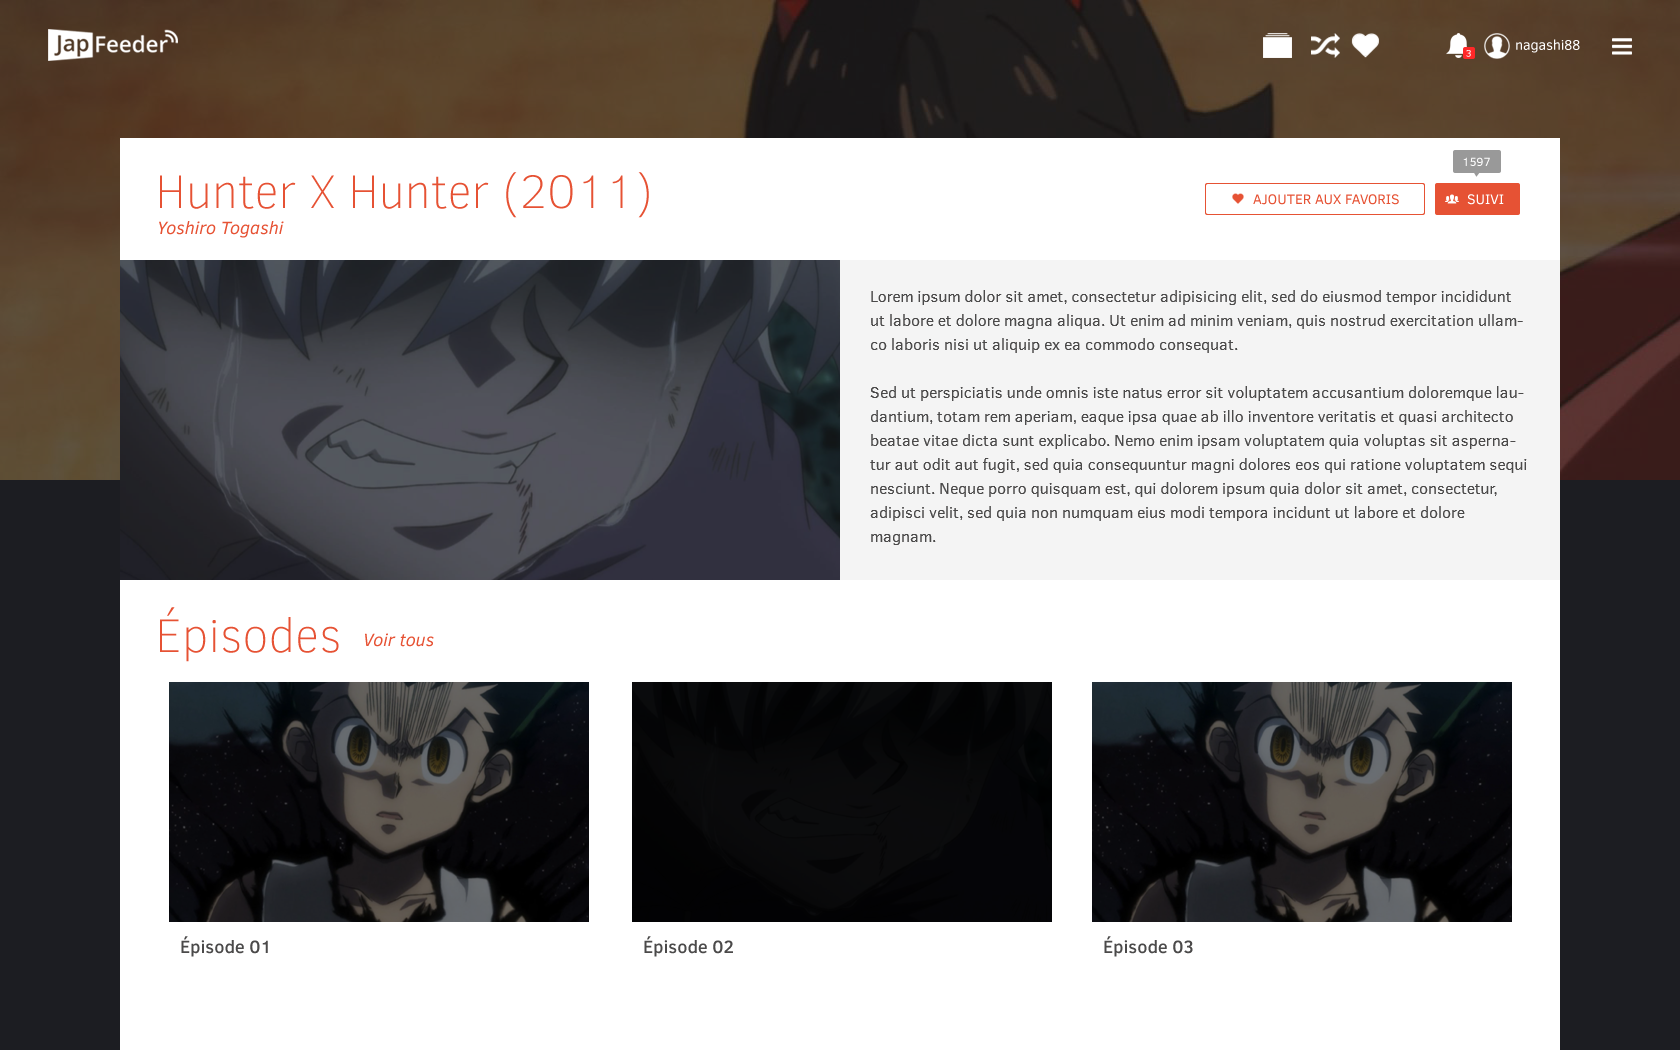 JapFeeder
3
nagashi88
1597
Hunter X Hunter (2011)
AJOUTER AUX FAVORIS
SUIVI
Yoshiro Togashi
Lorem ipsum dolor sit amet, consectetur adipisicing elit, sed do eiusmod tempor incididunt
ut labore et dolore magna aliqua. Ut enim ad minim veniam, quis nostrud exercitation ullam-
co laboris nisi ut aliquip ex ea commodo consequat.
Sed ut perspiciatis unde omnis iste natus error sit voluptatem accusantium doloremque lau-
dantium, totam rem aperiam, eaque ipsa quae ab illo inventore veritatis et quasi architecto
beatae vitae dicta sunt explicabo. Nemo enim ipsam voluptatem quia voluptas sit asperna-
tur aut odit aut fugit, sed quia consequuntur magni dolores eos qui ratione voluptatem sequi
nesciunt. Neque porro quisquam est, qui dolorem ipsum quia dolor sit amet, consectetur,
adipisci velit, sed quia non numquam eius modi tempora incidunt ut labore et dolore
magnam.
Épisodes
Voir tous
Épisode 01
Épisode 02
Épisode 03